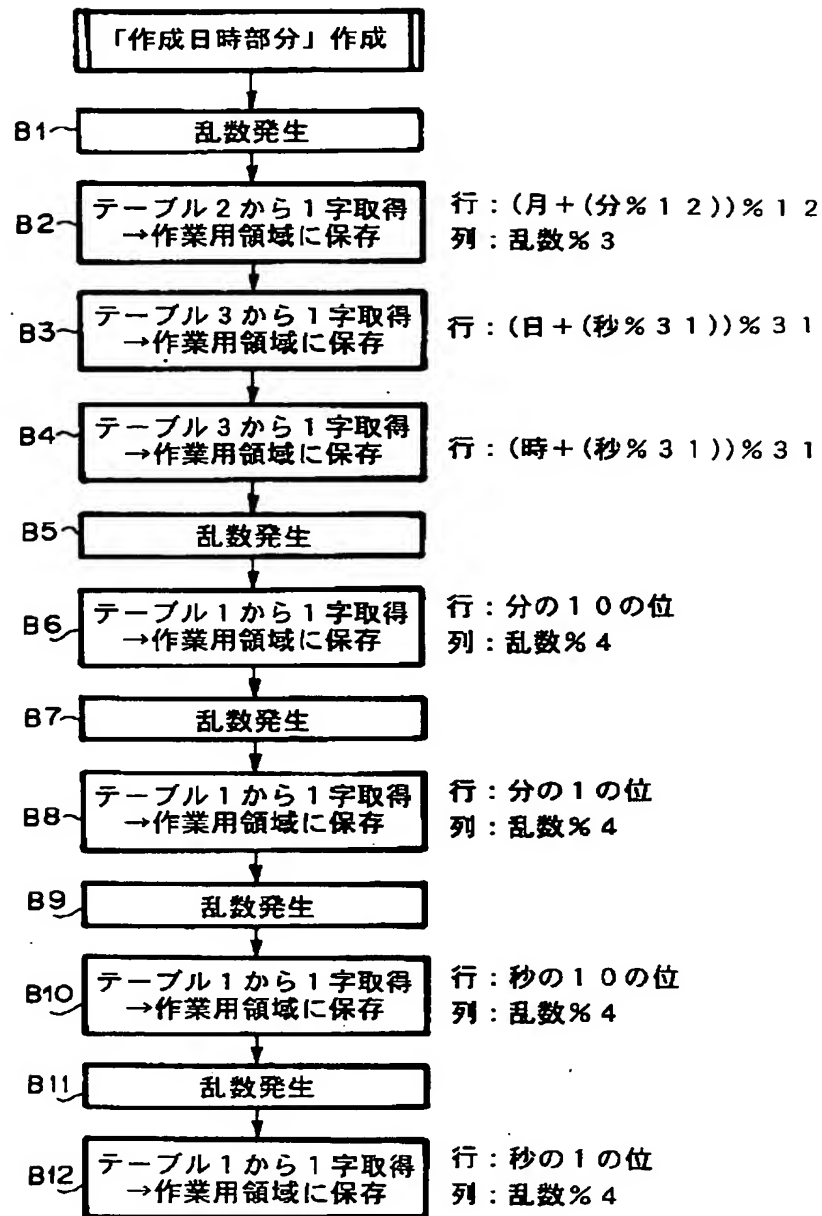 「作成日時部分」作成
B1 乱数発生
B2 テーブル2から1字取得
→作業用領域に保存
行:(月+(分%12))%12
列:乱数%3
B3 テーブル3から1字取得
→作業用領域に保存
行:(日+(秒%31))%31
B4 テーブル3から1字取得
→作業用領域に保存
行:(時+(秒%31))%31
B5 乱数発生
B6 テーブル1から1字取得
→作業用領域に保存
行:分の10の位
列:乱数%4
B7 乱数発生
B8 テーブル1から1字取得
→作業用領域に保存
行:分の1の位
列:乱数%4
B9 乱数発生
B10 テーブル1から1字取得
→作業用領域に保存
行:秒の10の位
列:乱数%4
B11 乱数発生
B12 テーブル1から1字取得
→作業用領域に保存
行:秒の1の位
列:乱数%4